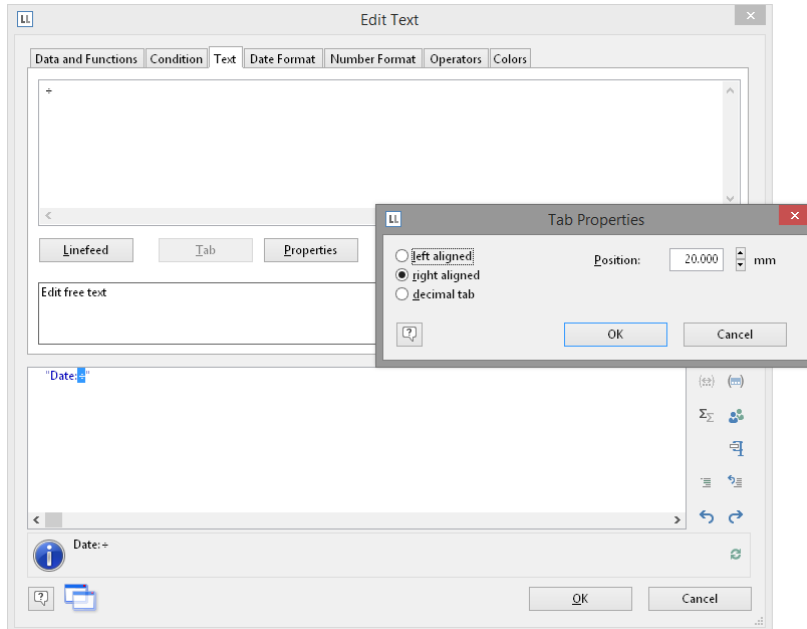 LL Edit Text ×
Data and Functions Condition Text Date Format Number Format Operators Colors
÷
LL Tab Properties ×
Linefeed Tab Properties
left aligned Position: 20.000 mm
right aligned
decimal tab
Edit free text
? OK Cancel
"Date:÷"
ΣΣ
i Date:÷
? OK Cancel